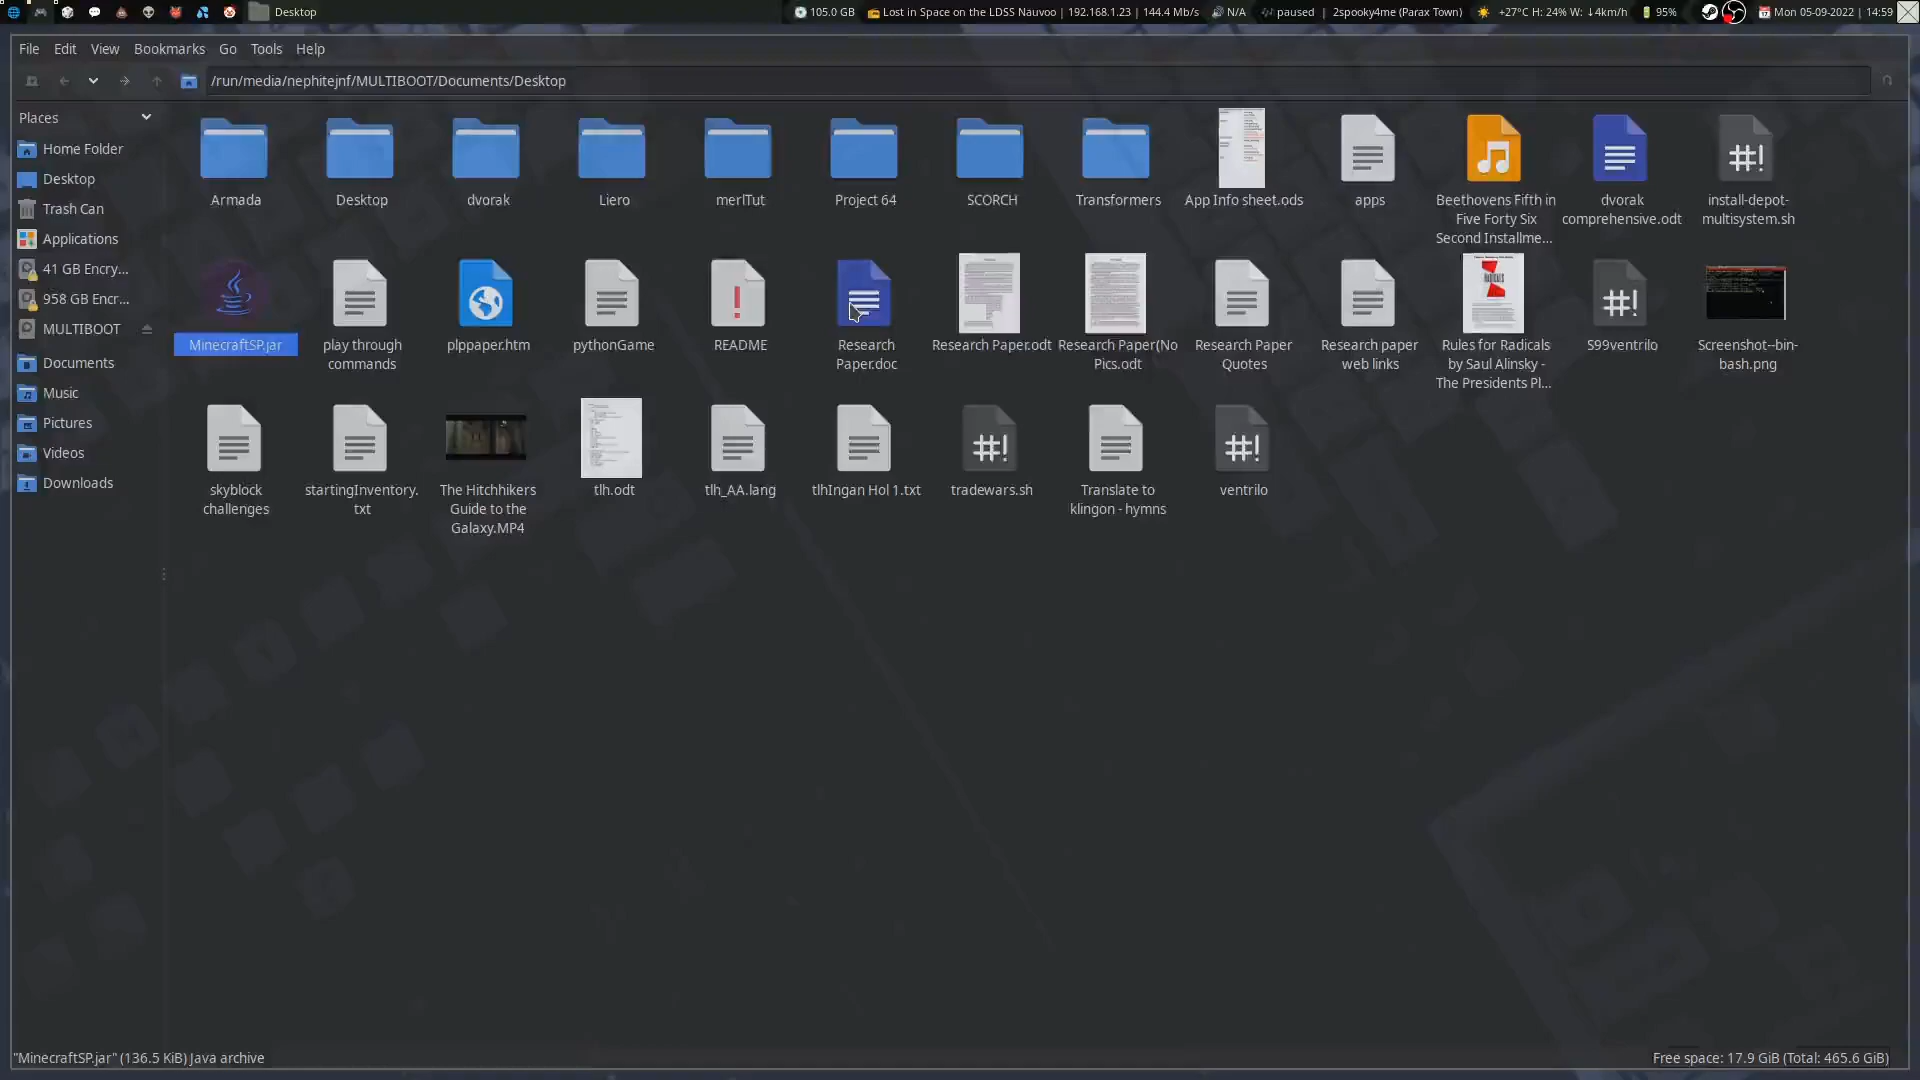 Desktop
105.0 GB
Lost in Space on the LDSS Nauvoo | 192.168.1.23 | 144.4 Mb/s
N/A
paused | 2spooky4me (Parax Town)
+27°C H: 24% W: ↓4km/h
95%
Mon 05-09-2022 | 14:59
File Edit View Bookmarks Go Tools Help
/run/media/nephitejnf/MULTIBOOT/Documents/Desktop
Places
Home Folder
Desktop
Trash Can
Applications
41 GB Encry...
958 GB Encr...
MULTIBOOT
Documents
Music
Pictures
Videos
Downloads
Armada
Desktop
dvorak
Liero
merlTut
Project 64
SCORCH
Transformers
App Info sheet.ods
apps
Beethovens Fifth in
Five Forty Six
Second Installme...
dvorak
comprehensive.odt
install-depot-
multisystem.sh
MinecraftSP.jar
play through
commands
plppaper.htm
pythonGame
README
Research
Paper.doc
Research Paper.odt
Research Paper(No
Pics.odt
Research Paper
Quotes
Research paper
web links
Rules for Radicals
by Saul Alinsky -
The Presidents Pl...
S99ventrilo
Screenshot--bin-
bash.png
skyblock
challenges
startingInventory.
txt
The Hitchhikers
Guide to the
Galaxy.MP4
tlh.odt
tlh_AA.lang
tlhIngan Hol 1.txt
tradewars.sh
Translate to
klingon - hymns
ventrilo
"MinecraftSP.jar" (136.5 KiB) Java archive
Free space: 17.9 GiB (Total: 465.6 GiB)